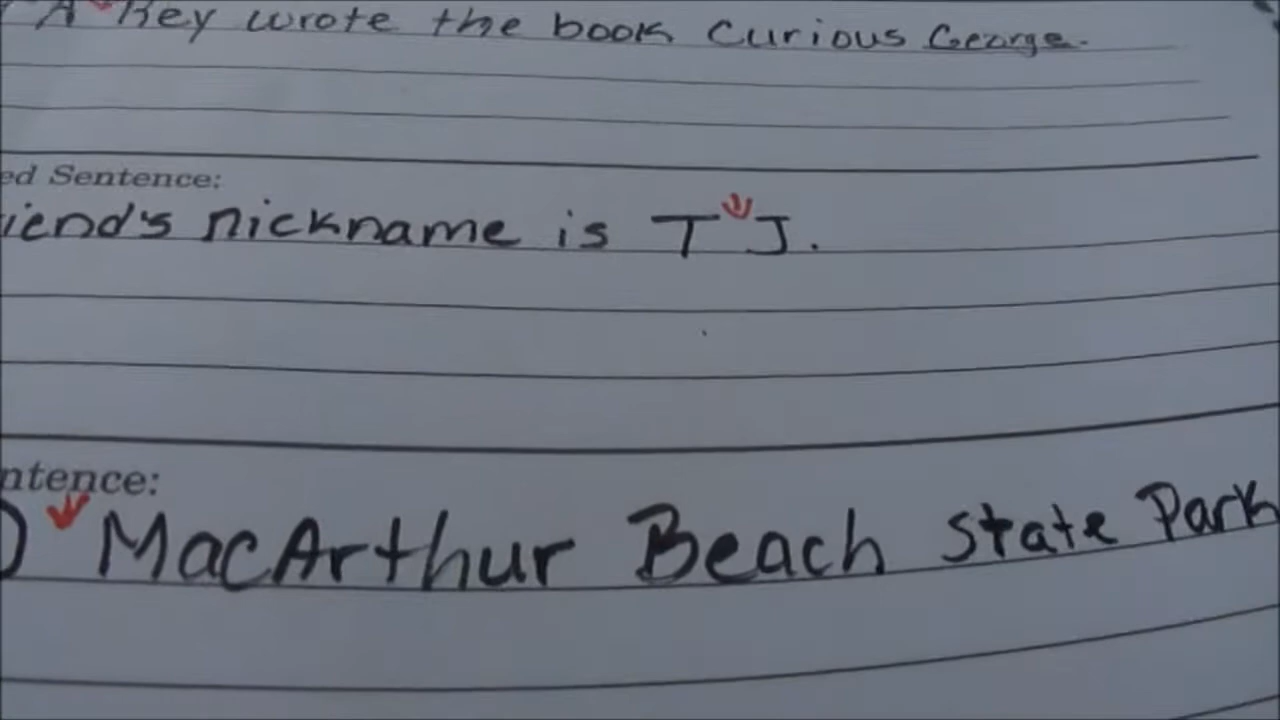 A Rey wrote the book Curious George.
ed Sentence:
iend's nickname is T J.
ntence:
) MacArthur Beach State Park